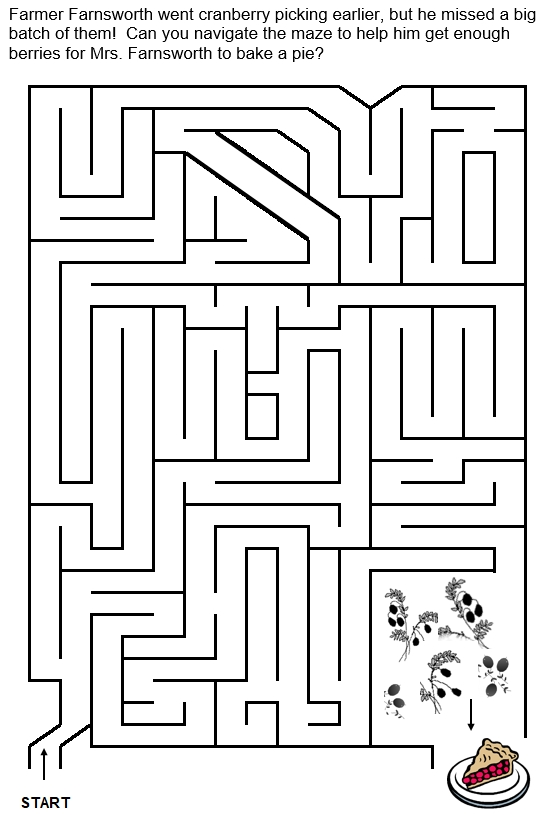 Farmer Farnsworth went cranberry picking earlier, but he missed a big
batch of them!  Can you navigate the maze to help him get enough
berries for Mrs. Farnsworth to bake a pie?
START